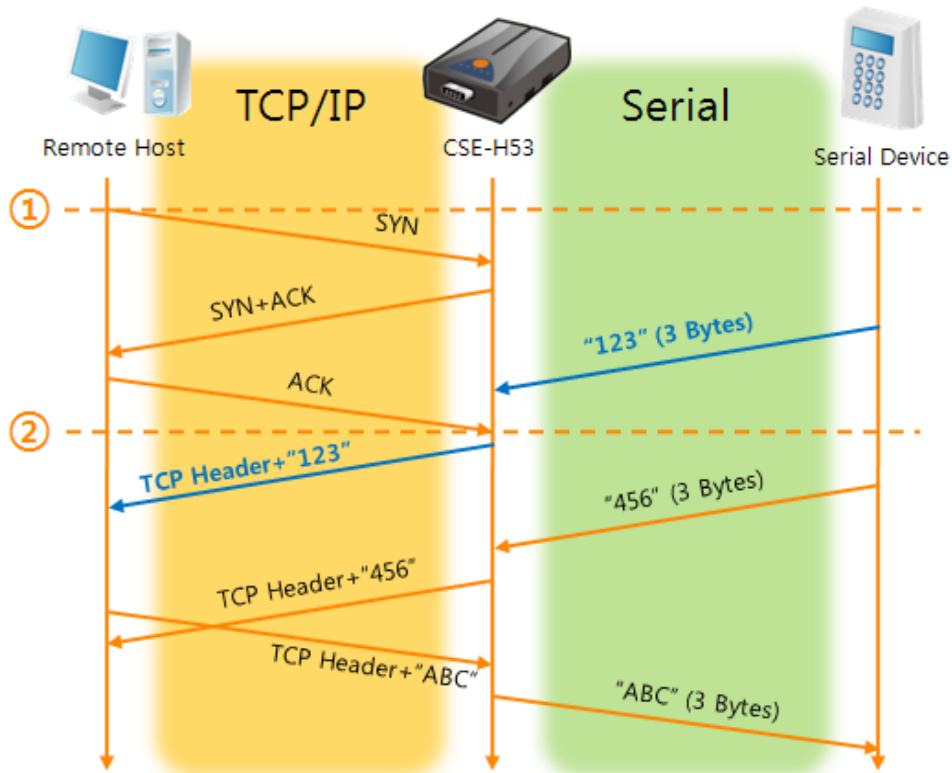 TCP/IP
Serial
Remote Host
CSE-H53
Serial Device
①
SYN
SYN+ACK
“123” (3 Bytes)
ACK
②
TCP Header+“123”
“456” (3 Bytes)
TCP Header+“456”
TCP Header+“ABC”
“ABC” (3 Bytes)